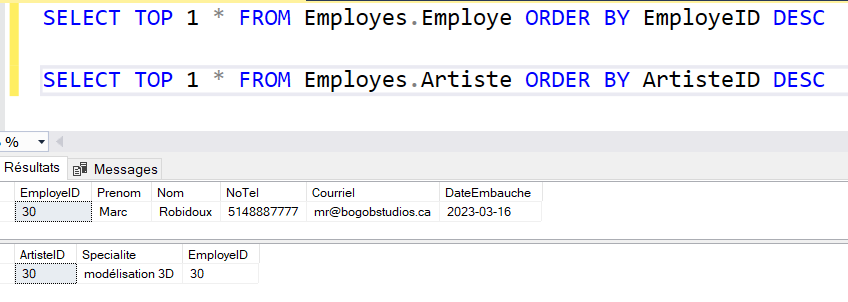 SELECT TOP 1 * FROM Employes.Employe ORDER BY EmployeID DESC
SELECT TOP 1 * FROM Employes.Artiste ORDER BY ArtisteID DESC
%
Résultats Messages
EmployeID Prenom Nom NoTel Courriel DateEmbauche
30 Marc Robidoux 5148887777 mr@bogobstudios.ca 2023-03-16
ArtisteID Specialite EmployeID
30 modélisation 3D 30